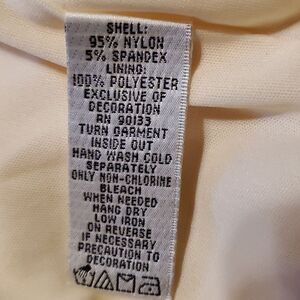 SHELL:
95% NYLON
5% SPANDEX
LINING:
100% POLYESTER
EXCLUSIVE OF
DECORATION
RN 90133
TURN GARMENT
INSIDE OUT
HAND WASH COLD
SEPARATELY
ONLY NON-CHLORINE
BLEACH
WHEN NEEDED
HANG DRY
LOW IRON
ON REVERSE
IF NECESSARY
PRECAUTION TO
DECORATION